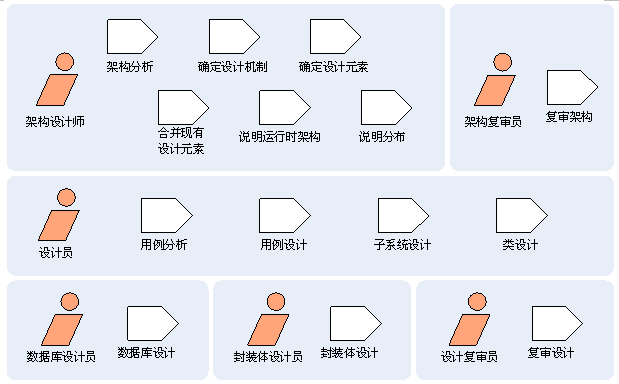 架构分析
确定设计机制
确定设计元素
架构设计师
合并现有
设计元素
说明运行时架构
说明分布
架构复审员
复审架构
设计员
用例分析
用例设计
子系统设计
类设计
数据库设计员
数据库设计
封装体设计员
封装体设计
设计复审员
复审设计